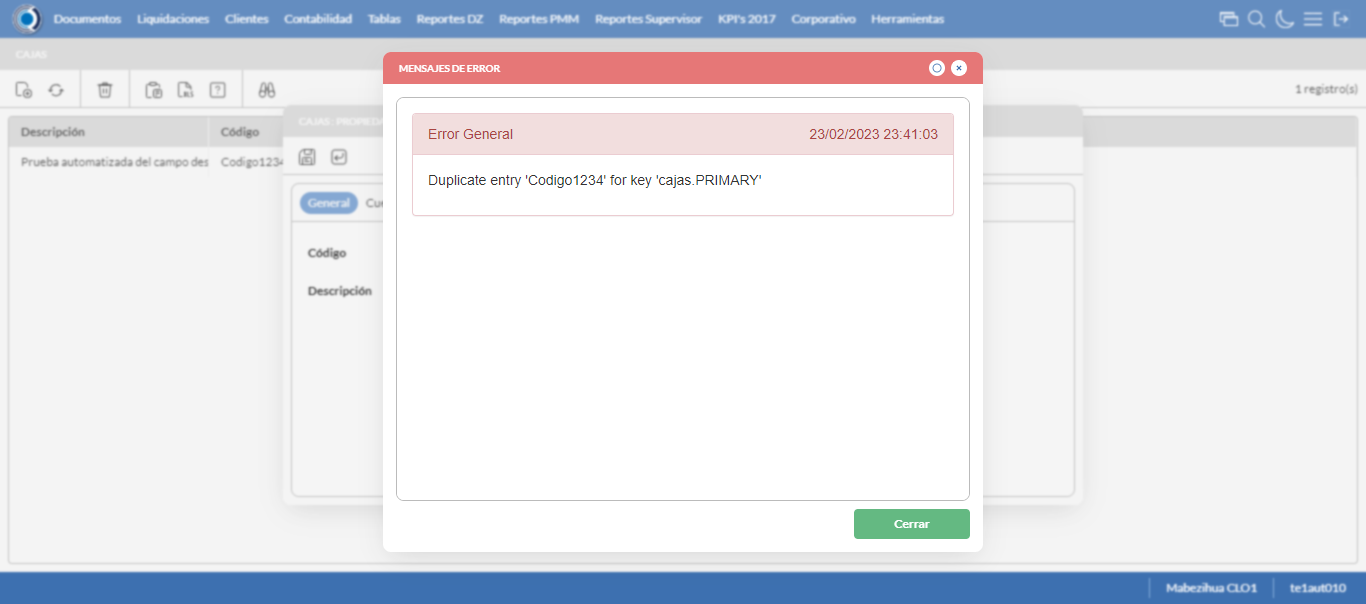 Documentos Liquidaciones Clientes Contabilidad Tablas Reportes DZ Reportes PMM Reportes Supervisor KPI's 2017 Corporativo Herramientas
CAJAS
MENSAJES DE ERROR
1 registro(s)
Descripción Código
CAJAS: PROPIEDA
Error General 23/02/2023 23:41:03
Prueba automatizada del campo des Codigo1234
Duplicate entry 'Codigo1234' for key 'cajas.PRIMARY'
General Cue
Código
Descripción
Cerrar
Mabezihua CLO1 te1aut010